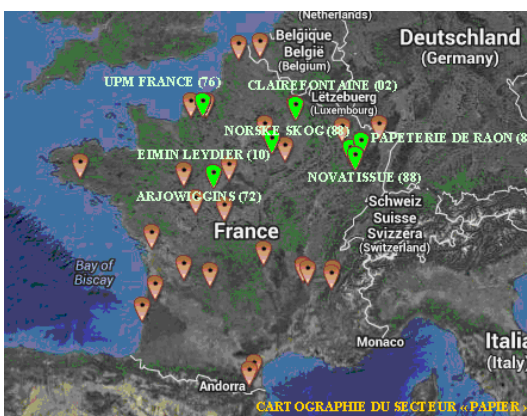 (Netherlands)
Belgique
België
(Belgium)
Deutschland
(Germany)
UPM FRANCE (76)
CLAIREFONTAINE (02)
Lëtzebuerg
(Luxembourg)
NORSKE SKOG (88)
PAPETERIE DE RAON (8
EIMIN LEYDIER (10)
NOVATISSUE (88)
ARJOWIGGINS (72)
Schweiz
Suisse
Svizzera
(Switzerland)
France
Bay of
Biscay
Monaco
Italia
(Italy)
Andorra
CARTOGRAPHIE DU SECTEUR « PAPIER »